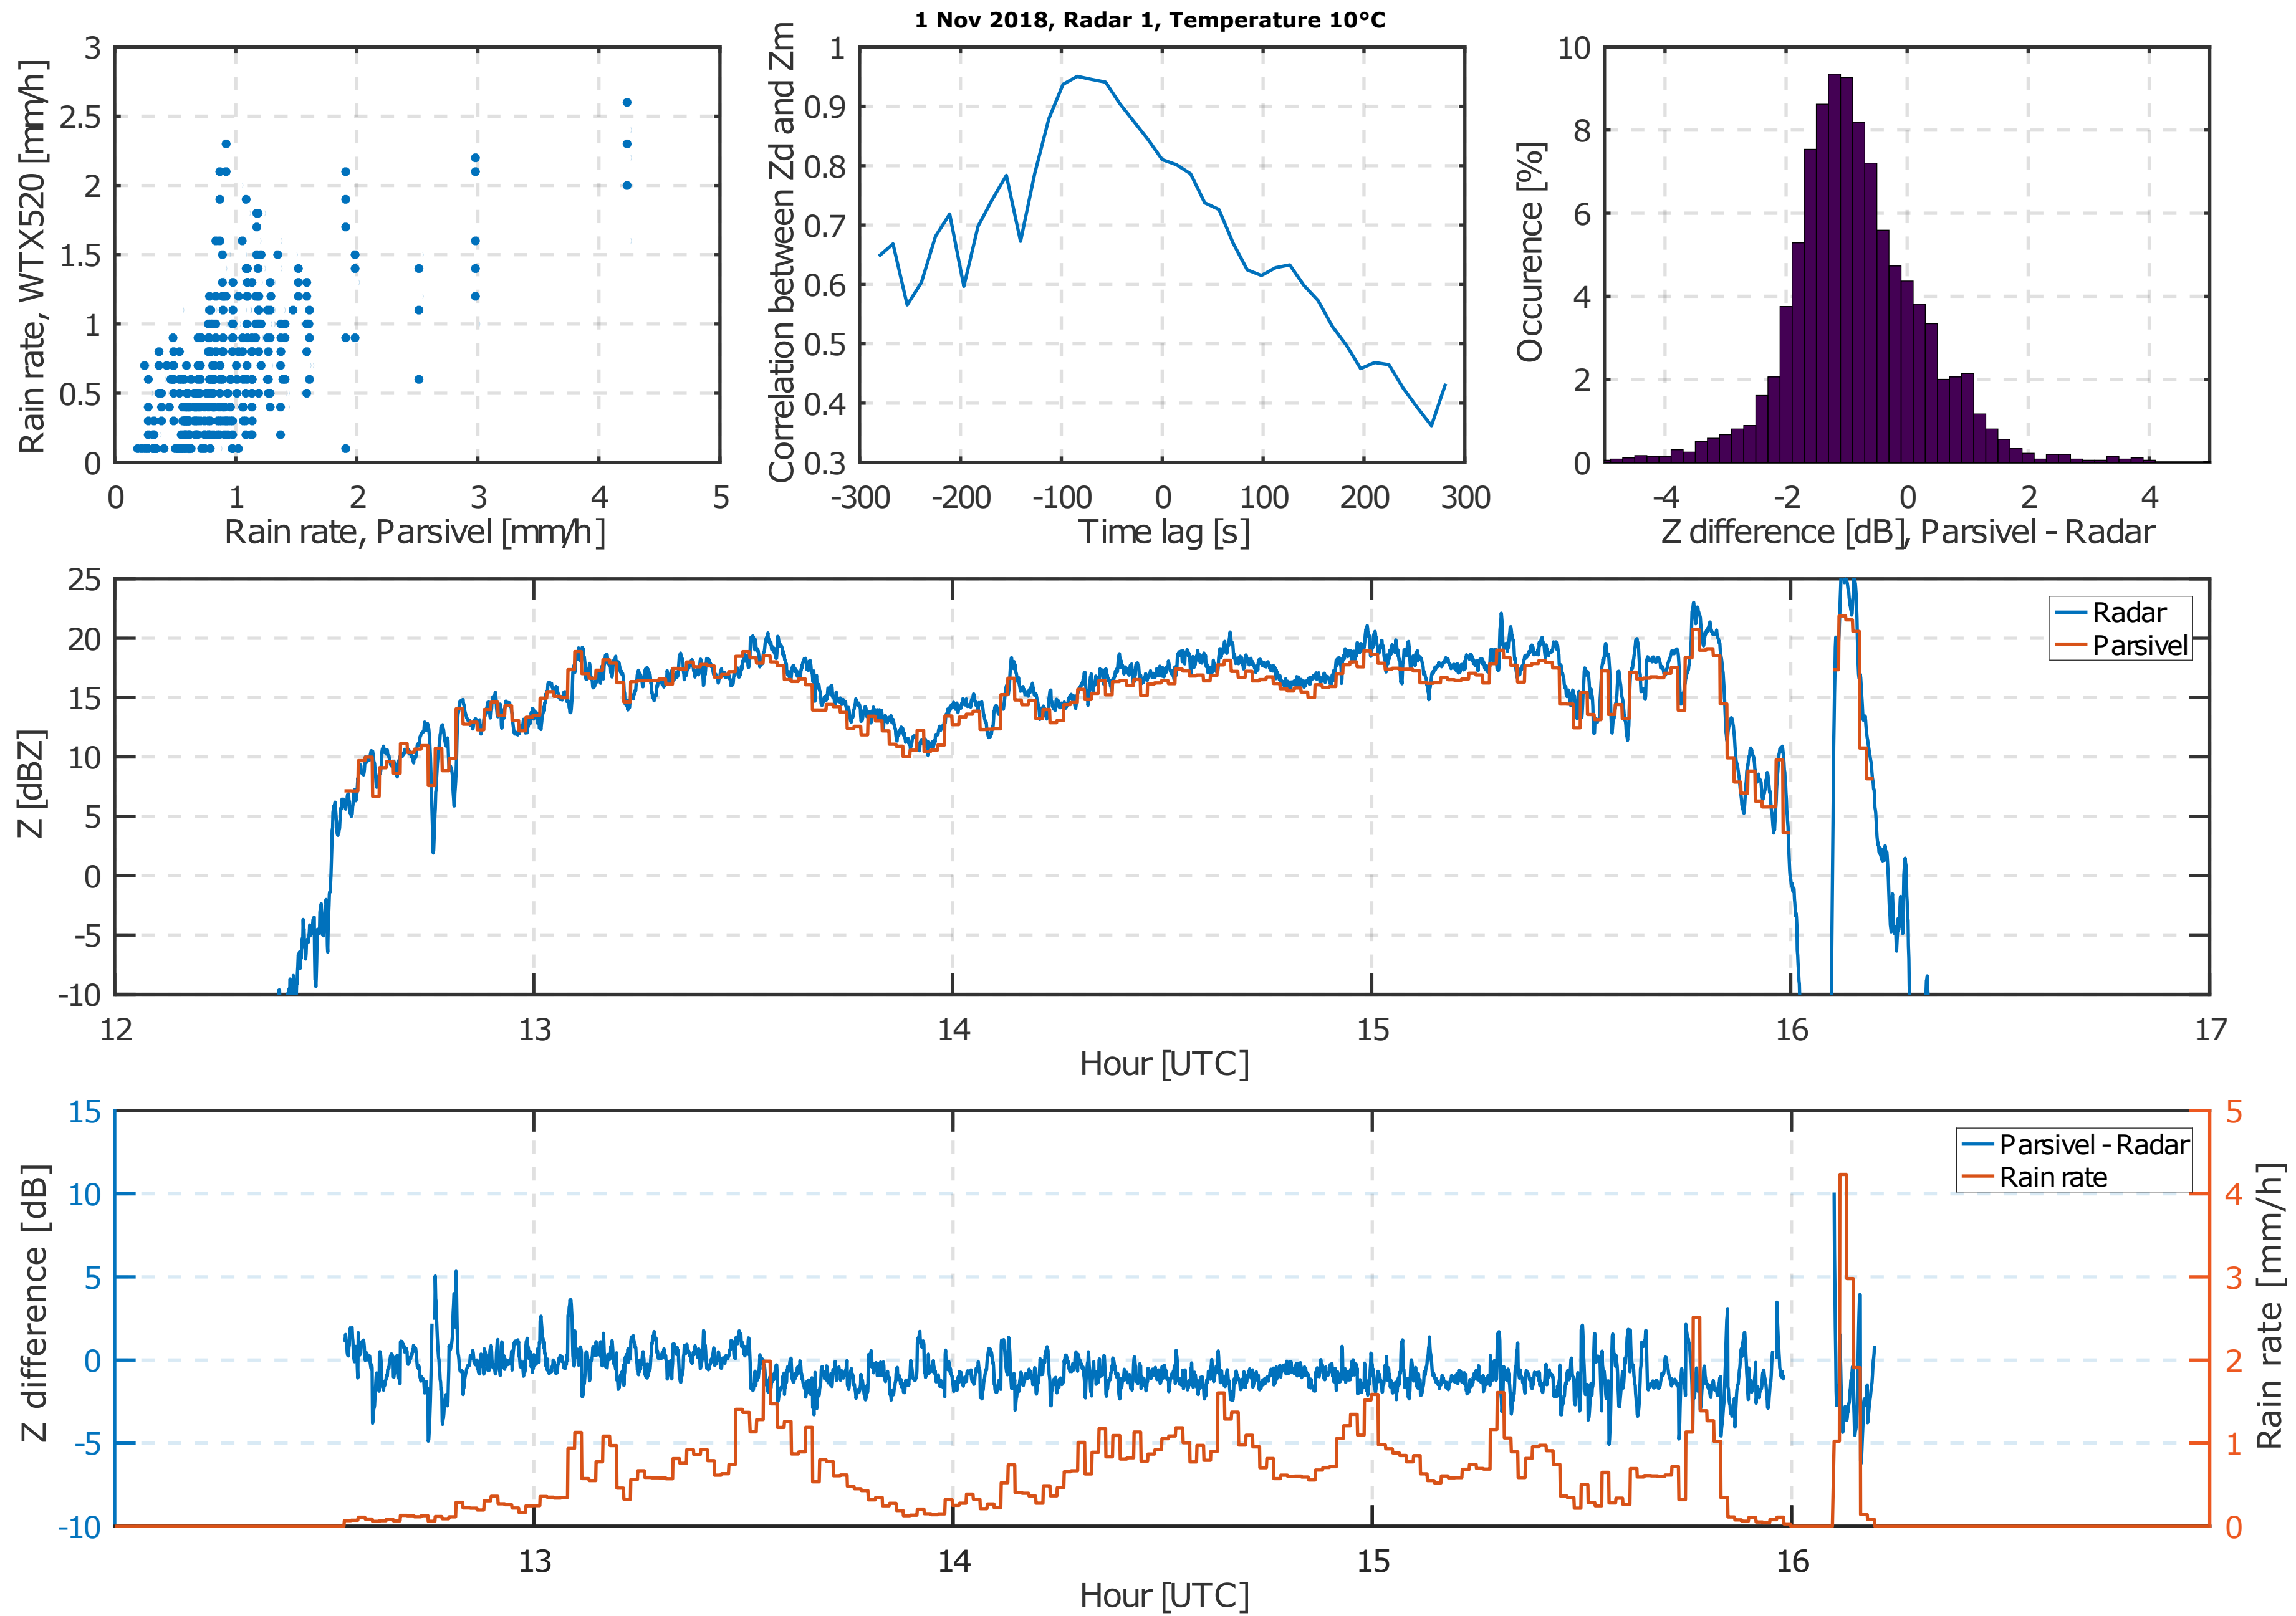 1 Nov 2018, Radar 1, Temperature 10°C
Rain rate, WTX520 [mm/h]
3
2.5
2
1.5
1
0.5
0
0 1 2 3 4 5
Rain rate, Parsivel [mm/h]
Correlation between Zd and Zm
1
0.9
0.8
0.7
0.6
0.5
0.4
0.3
-300 -200 -100 0 100 200 300
Time lag [s]
Occurence [%]
10
8
6
4
2
0
-4 -2 0 2 4
Z difference [dB], Parsivel - Radar
Z [dBZ]
25
20
15
10
5
0
-5
-10
Radar
Parsivel
12 13 14 15 16 17
Hour [UTC]
Z difference [dB]
15
10
5
0
-5
-10
Parsivel - Radar
Rain rate
5
4
3
2
1
0
Rain rate [mm/h]
13 14 15 16
Hour [UTC]